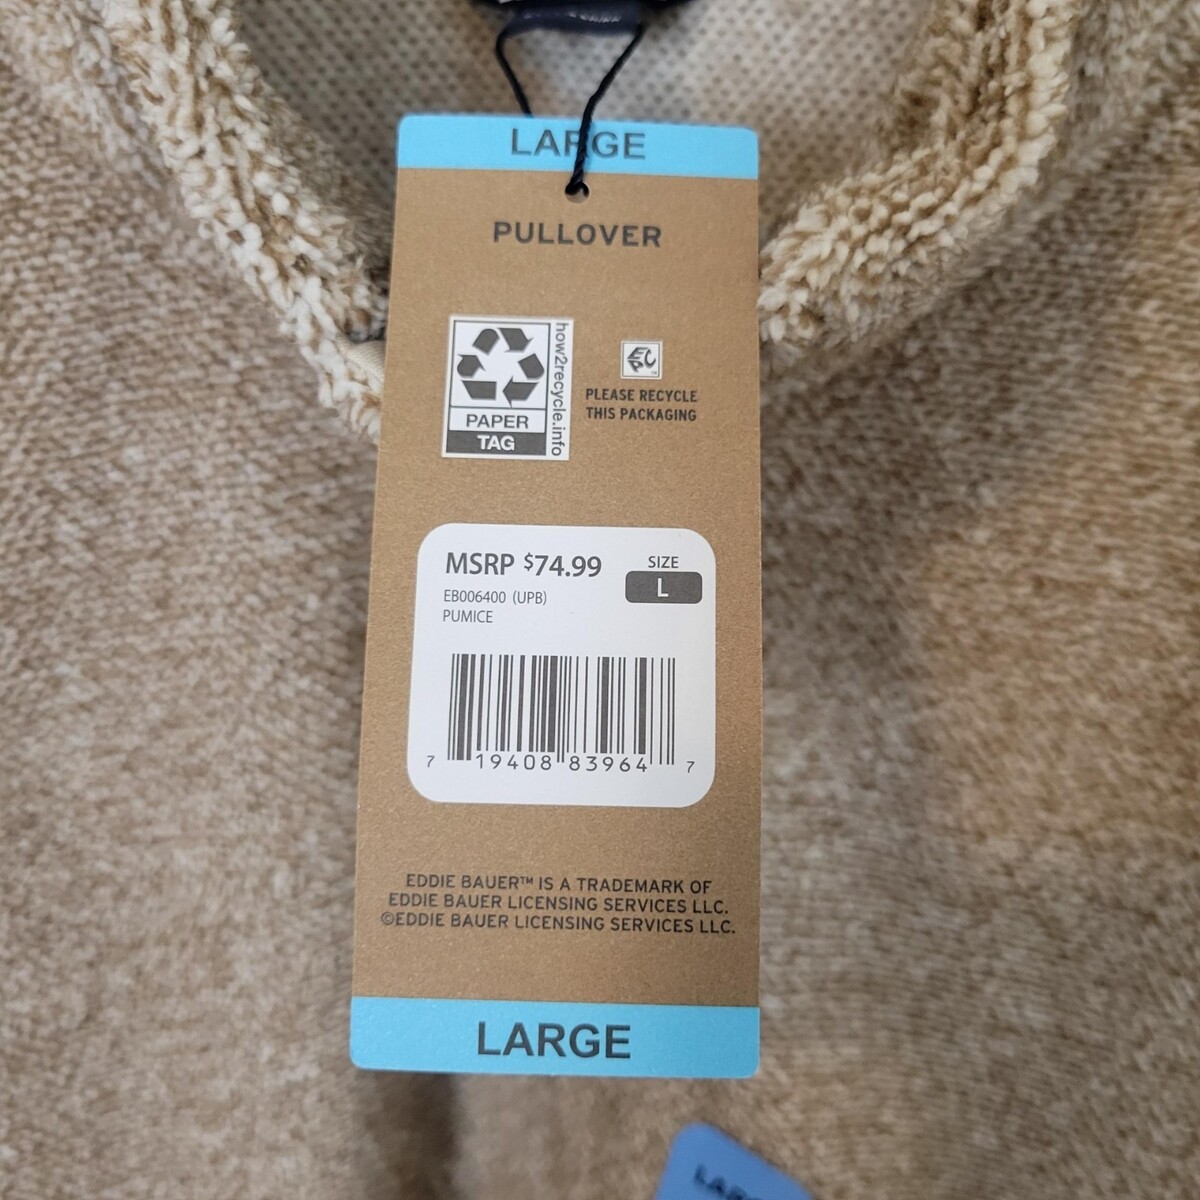 LARGE
PULLOVER
how2recycle.info
PAPER
TAG
EPC
PLEASE RECYCLE
THIS PACKAGING
MSRP $74.99
SIZE
L
EB006400 (UPB)
PUMICE
7 19408 83964 7
EDDIE BAUER™ IS A TRADEMARK OF
EDDIE BAUER LICENSING SERVICES LLC.
©EDDIE BAUER LICENSING SERVICES LLC.
LARGE